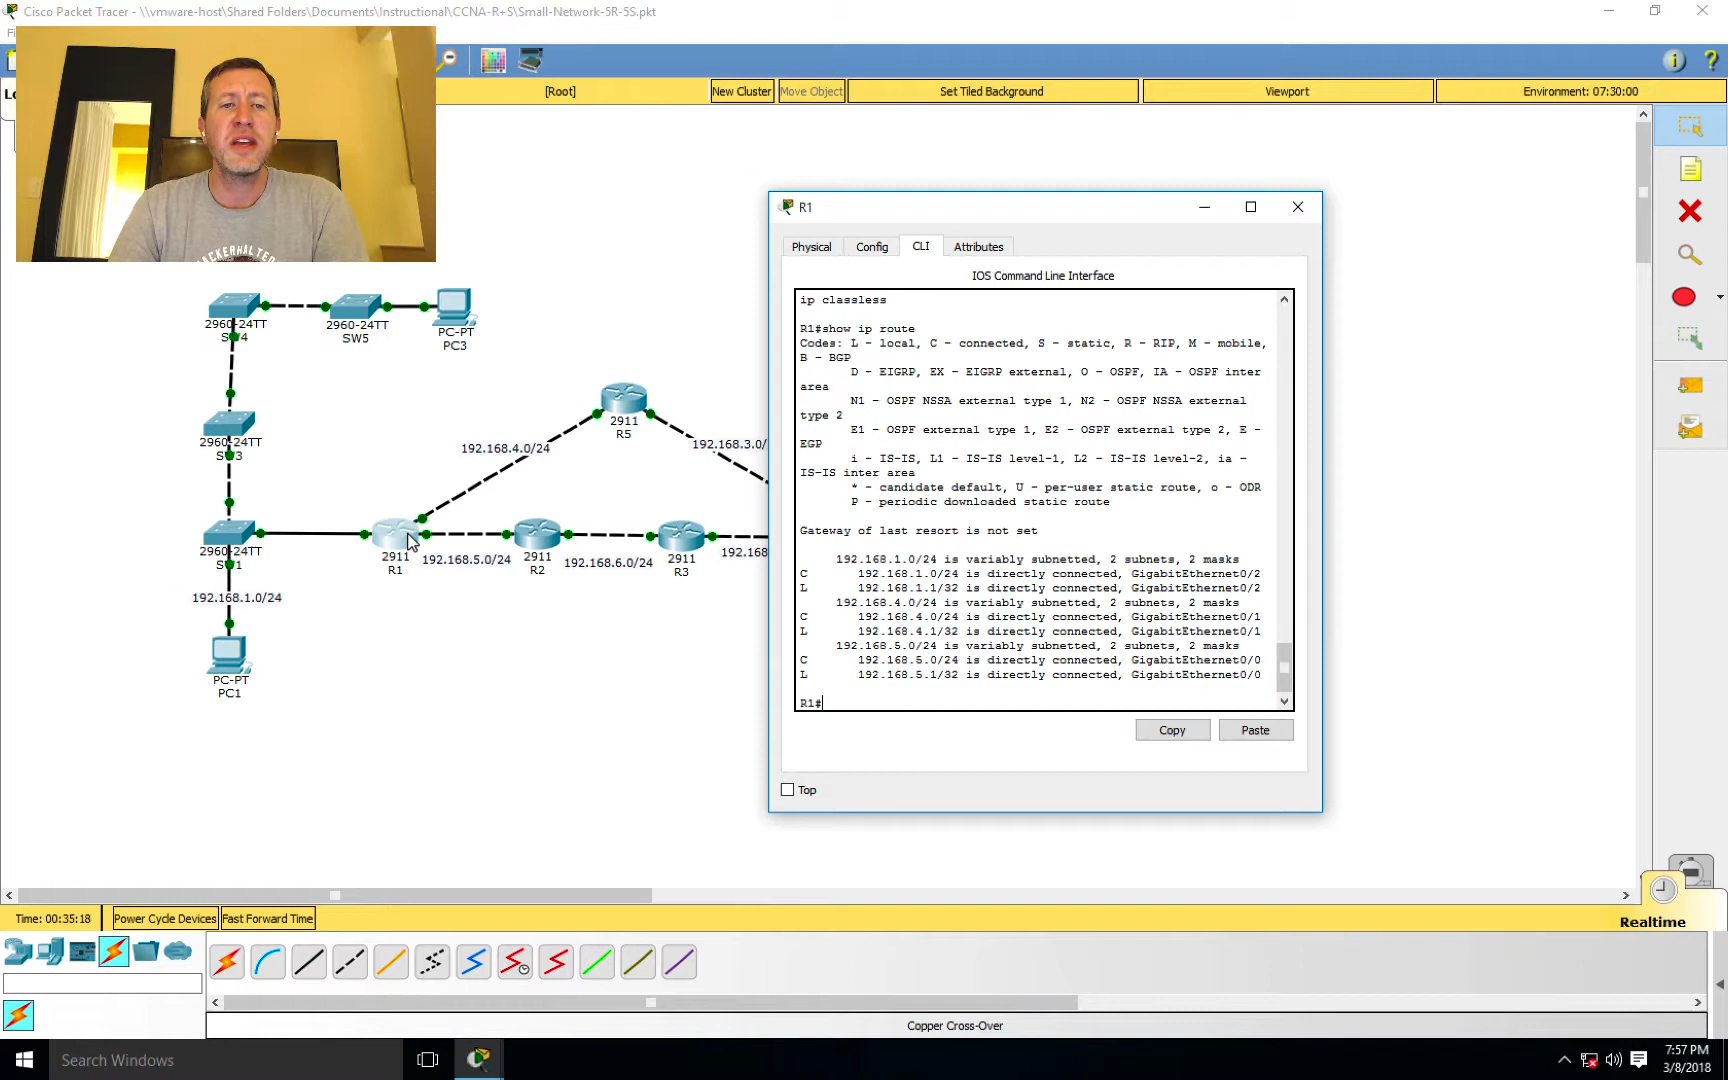 Cisco Packet Tracer - \\vmware-host\Shared Folders\Documents\Instructional\CCNA-R+S\Small-Network-5R-5S.pkt
[Root]
New Cluster
Move Object
Set Tiled Background
Viewport
Environment: 07:30:00
R1
Physical
Config
CLI
Attributes
IOS Command Line Interface
ip classless
R1#show ip route
Codes: L - local, C - connected, S - static, R - RIP, M - mobile,
B - BGP
D - EIGRP, EX - EIGRP external, O - OSPF, IA - OSPF inter
area
N1 - OSPF NSSA external type 1, N2 - OSPF NSSA external
type 2
E1 - OSPF external type 1, E2 - OSPF external type 2, E -
EGP
i - IS-IS, L1 - IS-IS level-1, L2 - IS-IS level-2, ia -
IS-IS inter area
* - candidate default, U - per-user static route, o - ODR
P - periodic downloaded static route
Gateway of last resort is not set
192.168.1.0/24 is variably subnetted, 2 subnets, 2 masks
C 192.168.1.0/24 is directly connected, GigabitEthernet0/2
L 192.168.1.1/32 is directly connected, GigabitEthernet0/2
192.168.4.0/24 is variably subnetted, 2 subnets, 2 masks
C 192.168.4.0/24 is directly connected, GigabitEthernet0/1
L 192.168.4.1/32 is directly connected, GigabitEthernet0/1
192.168.5.0/24 is variably subnetted, 2 subnets, 2 masks
C 192.168.5.0/24 is directly connected, GigabitEthernet0/0
L 192.168.5.1/32 is directly connected, GigabitEthernet0/0
R1#
Copy
Paste
Top
2960-24TT
SW4
2960-24TT
SW5
PC-PT
PC3
2911
R5
192.168.4.0/24
192.168.3.0/
2960-24TT
SW3
2960-24TT
SW1
2911
R1
192.168.5.0/24
2911
R2
192.168.6.0/24
2911
R3
192.168
192.168.1.0/24
PC-PT
PC1
Time: 00:35:18
Power Cycle Devices
Fast Forward Time
Realtime
Copper Cross-Over
Search Windows
7:57 PM
3/8/2018